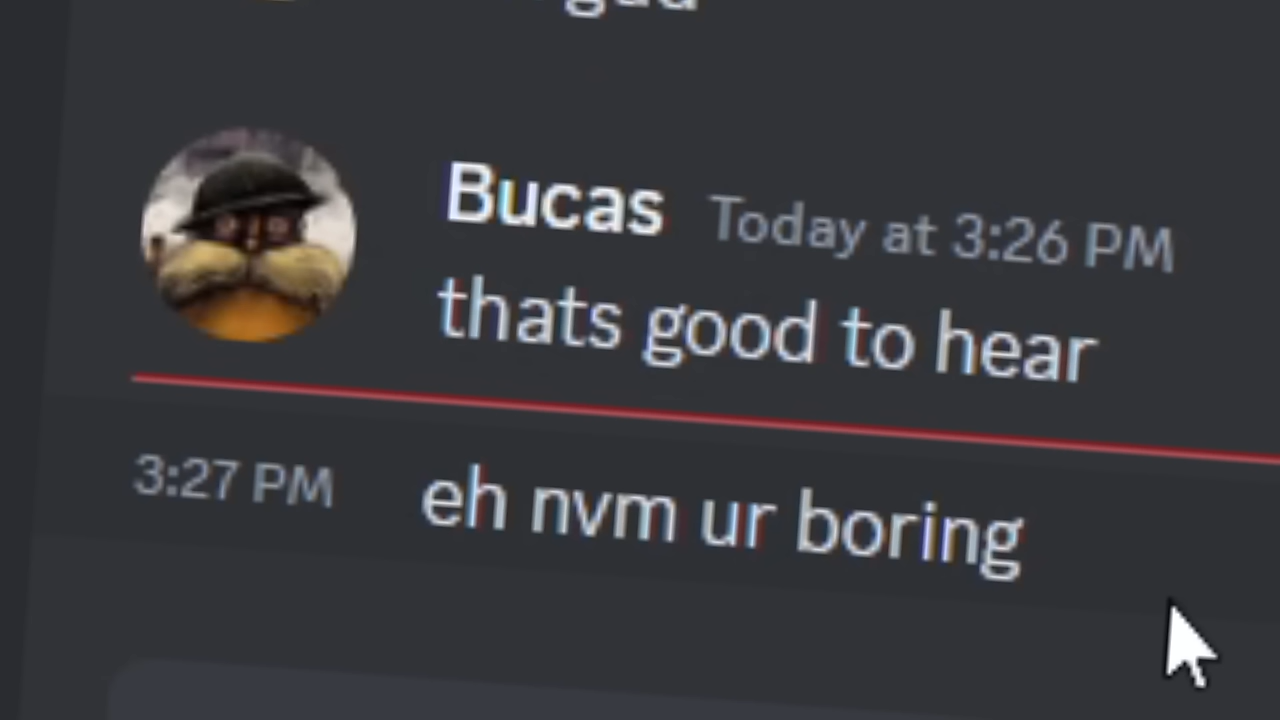 Bucas Today at 3:26 PM
thats good to hear
3:27 PM eh nvm ur boring